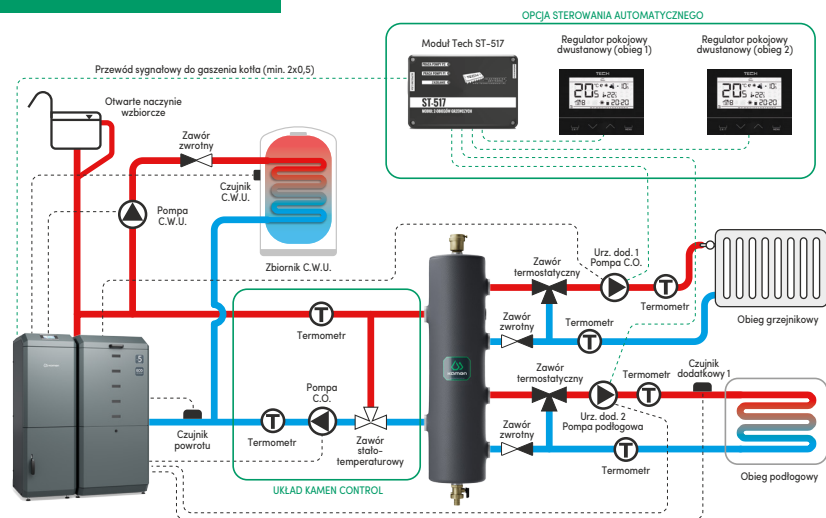 OPCJA STEROWANIA AUTOMATYCZNEGO
Moduł Tech ST-517
Regulator pokojowy
dwustanowy (obieg 1)
Regulator pokojowy
dwustanowy (obieg 2)
Przewód sygnałowy do gaszenia kotła (min. 2x0,5)
TECH
TECH
ST-517
Otwarte naczynie
wzbiorcze
Zawór
zwrotny
Czujnik
C.W.U.
Pompa
C.W.U.
Zbiornik C.W.U.
Zawór
termostatyczny
Urz. dod. 1
Pompa C.O.
Termometr
Obieg grzejnikowy
Termometr
Zawór
zwrotny
Termometr
Pompa
C.O.
Czujnik
powrotu
Termometr
Zawór
stało-
temperaturowy
UKŁAD KAMEN CONTROL
kamen
Zawór
termostatyczny
Termometr
Czujnik
dodatkowy 1
Urz. dod. 2
Pompa podłogowa
Zawór
zwrotny
Termometr
Obieg podłogowy